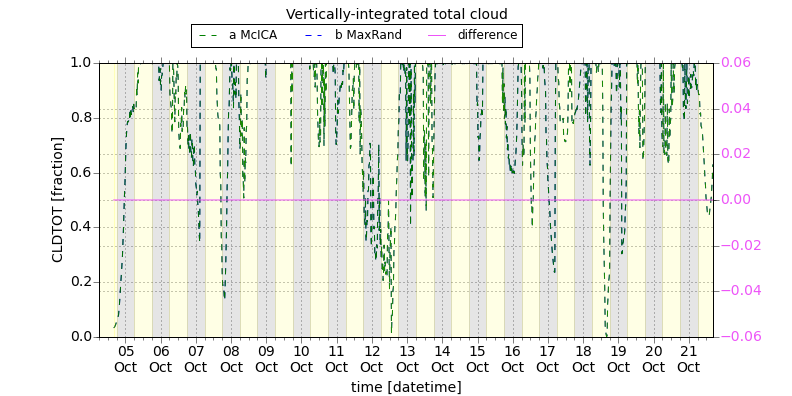 Vertically-integrated total cloud
a McICA b MaxRand difference
1.0
0.8
0.6
0.4
0.2
0.0
CLDTOT [fraction]
0.06
0.04
0.02
0.00
−0.02
−0.04
−0.06
05 06 07 08 09 10 11 12 13 14 15 16 17 18 19 20 21
Oct Oct Oct Oct Oct Oct Oct Oct Oct Oct Oct Oct Oct Oct Oct Oct Oct
time [datetime]